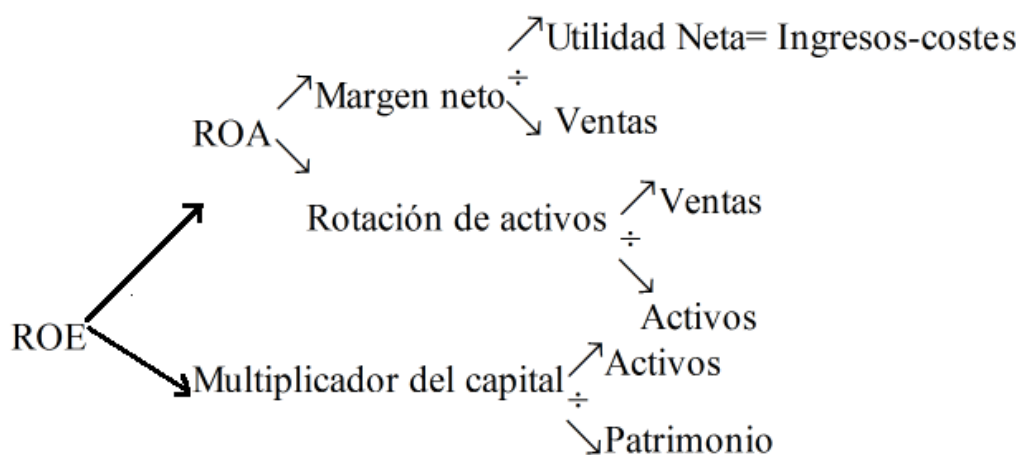 Utilidad Neta= Ingresos-costes
÷
Margen neto
Ventas
ROA
Ventas
Rotación de activos
÷
Activos
ROE
Activos
Multiplicador del capital
÷
Patrimonio